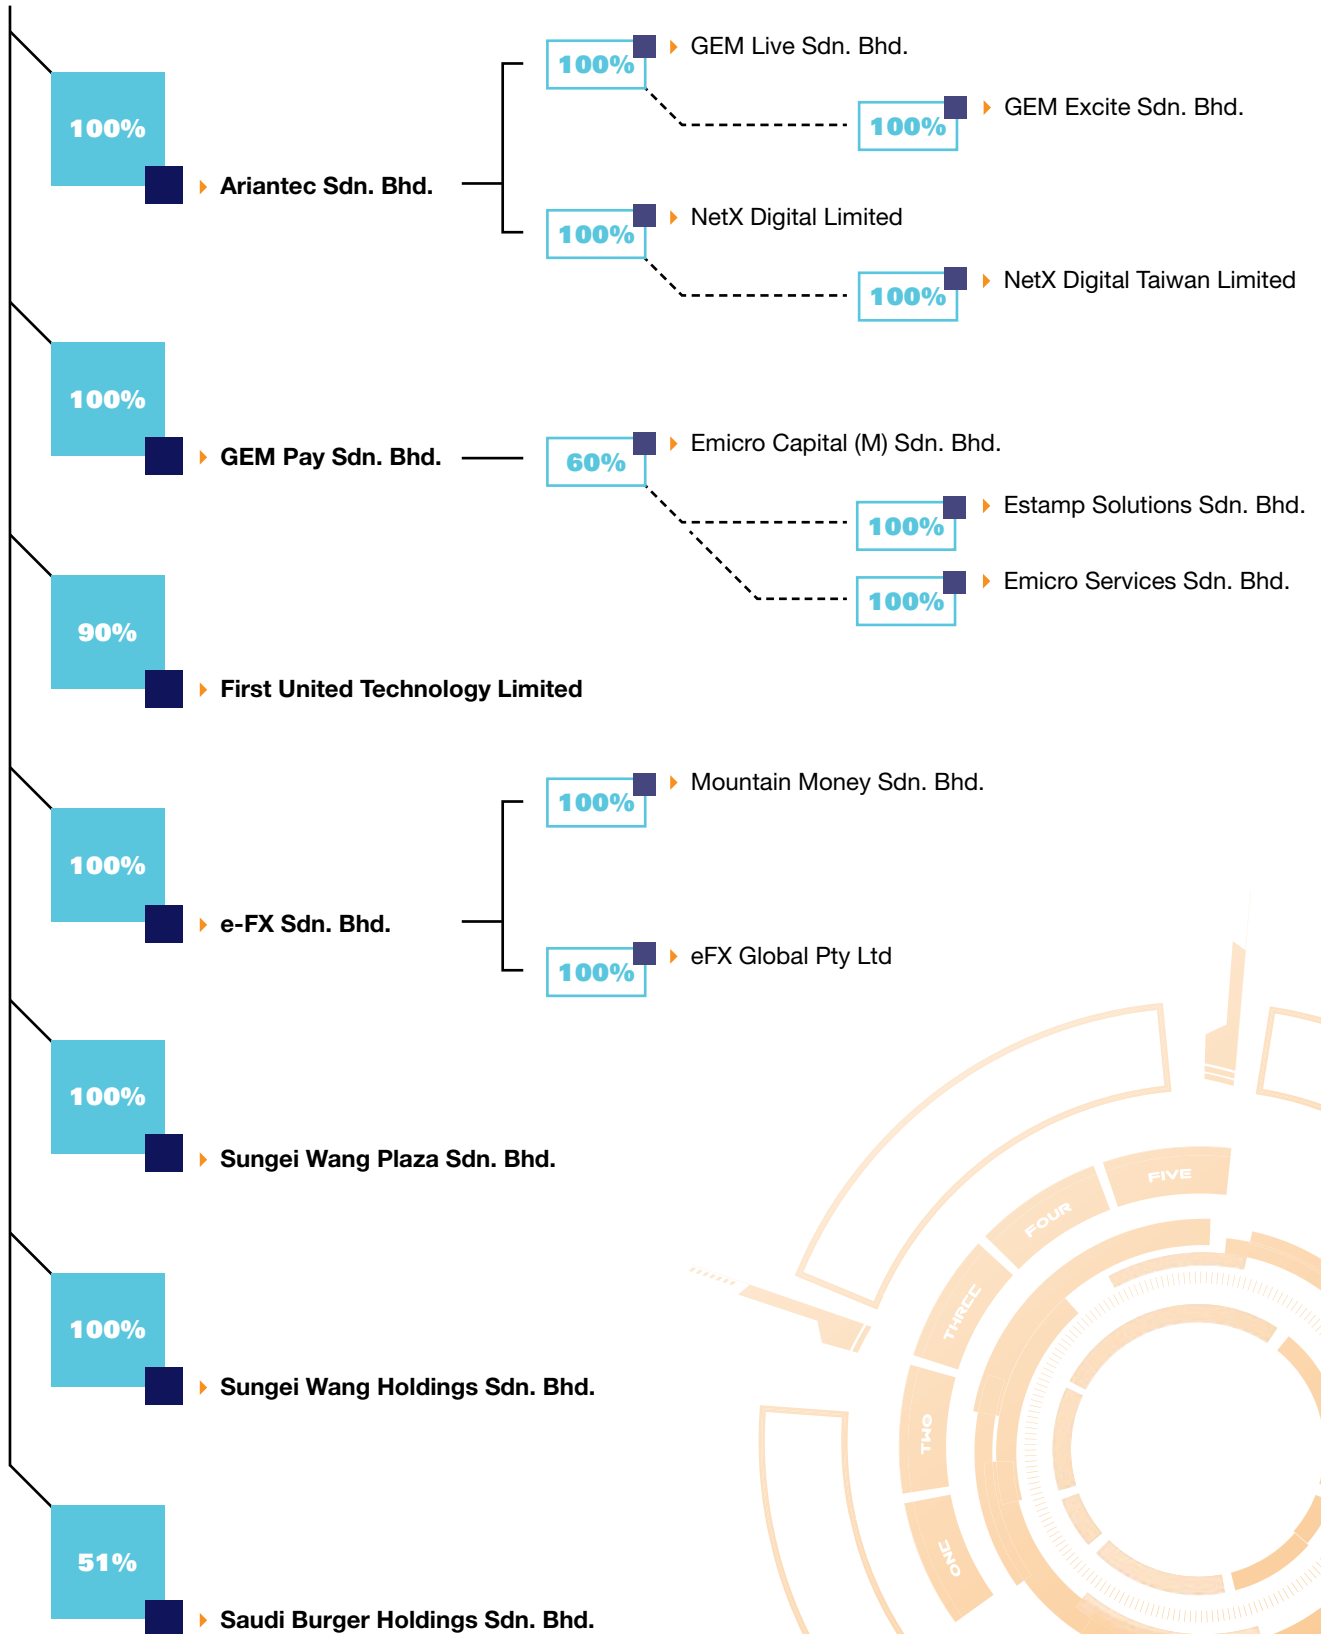 100%
Ariantec Sdn. Bhd.
100%
GEM Live Sdn. Bhd.
100%
GEM Excite Sdn. Bhd.
100%
NetX Digital Limited
100%
NetX Digital Taiwan Limited
100%
GEM Pay Sdn. Bhd.
60%
Emicro Capital (M) Sdn. Bhd.
100%
Estamp Solutions Sdn. Bhd.
100%
Emicro Services Sdn. Bhd.
90%
First United Technology Limited
100%
e-FX Sdn. Bhd.
100%
Mountain Money Sdn. Bhd.
100%
eFX Global Pty Ltd
100%
Sungei Wang Plaza Sdn. Bhd.
100%
Sungei Wang Holdings Sdn. Bhd.
51%
Saudi Burger Holdings Sdn. Bhd.
FIVE
FOUR
THREE
TWO
ONE